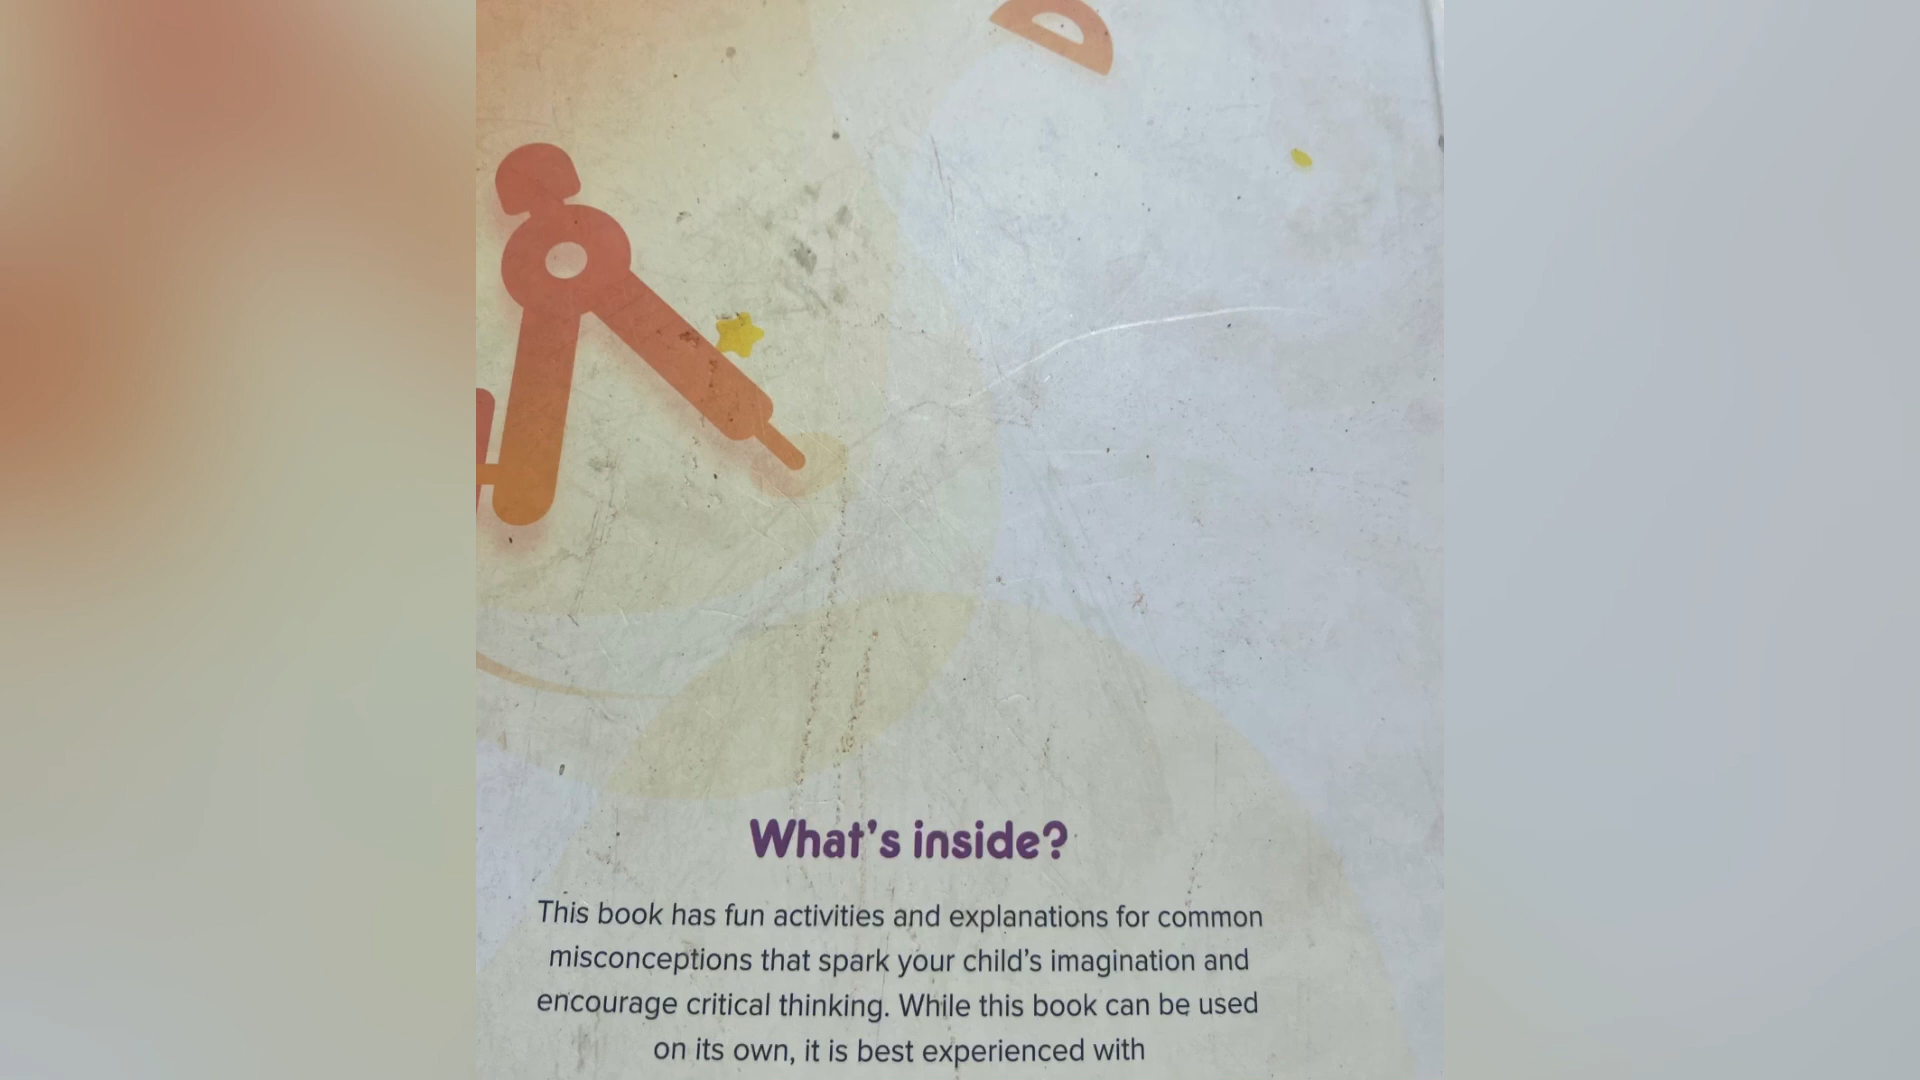 What's inside?
This book has fun activities and explanations for common
misconceptions that spark your child's imagination and
encourage critical thinking. While this book can be used
on its own, it is best experienced with